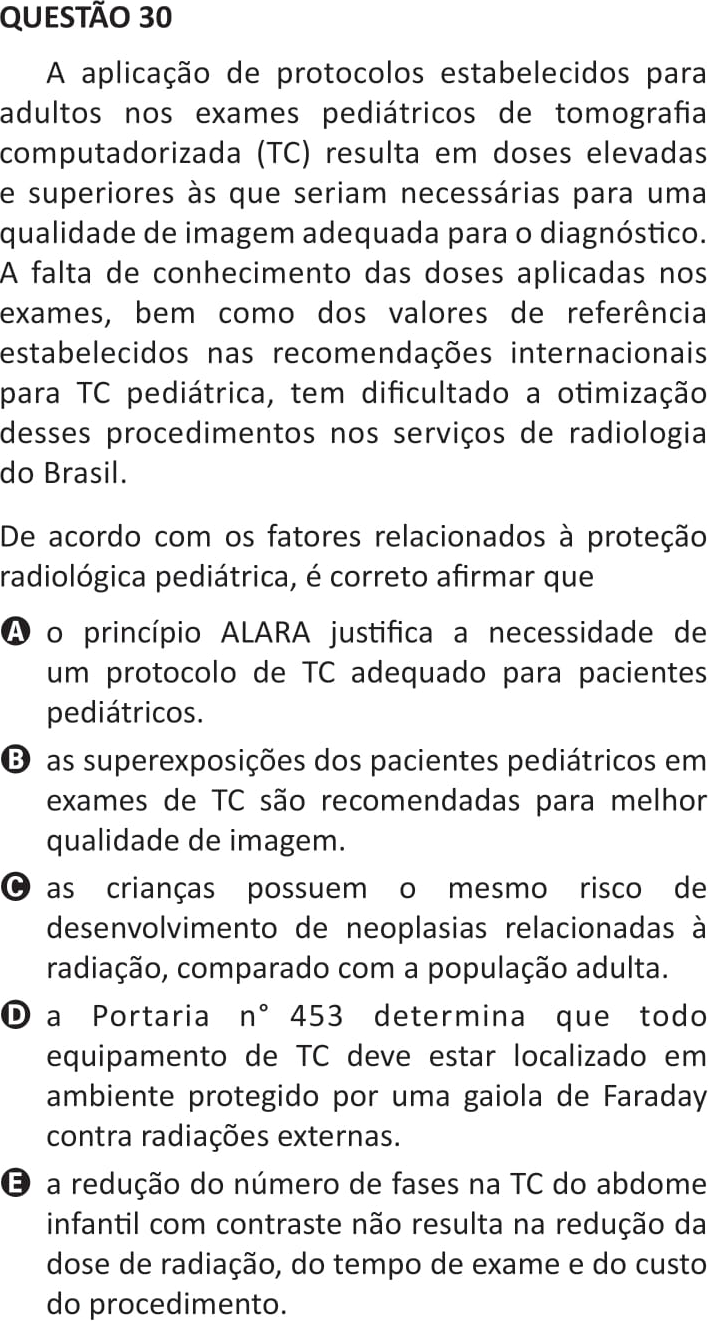 QUESTÃO 30
A aplicação de protocolos estabelecidos para
adultos nos exames pediátricos de tomografia
computadorizada (TC) resulta em doses elevadas
e superiores às que seriam necessárias para uma
qualidade de imagem adequada para o diagnóstico.
A falta de conhecimento das doses aplicadas nos
exames, bem como dos valores de referência
estabelecidos nas recomendações internacionais
para TC pediátrica, tem dificultado a otimização
desses procedimentos nos serviços de radiologia
do Brasil.
De acordo com os fatores relacionados à proteção
radiológica pediátrica, é correto afirmar que
A o princípio ALARA justifica a necessidade de
um protocolo de TC adequado para pacientes
pediátricos.
B as superexposições dos pacientes pediátricos em
exames de TC são recomendadas para melhor
qualidade de imagem.
C as crianças possuem o mesmo risco de
desenvolvimento de neoplasias relacionadas à
radiação, comparado com a população adulta.
D a Portaria n° 453 determina que todo
equipamento de TC deve estar localizado em
ambiente protegido por uma gaiola de Faraday
contra radiações externas.
E a redução do número de fases na TC do abdome
infantil com contraste não resulta na redução da
dose de radiação, do tempo de exame e do custo
do procedimento.